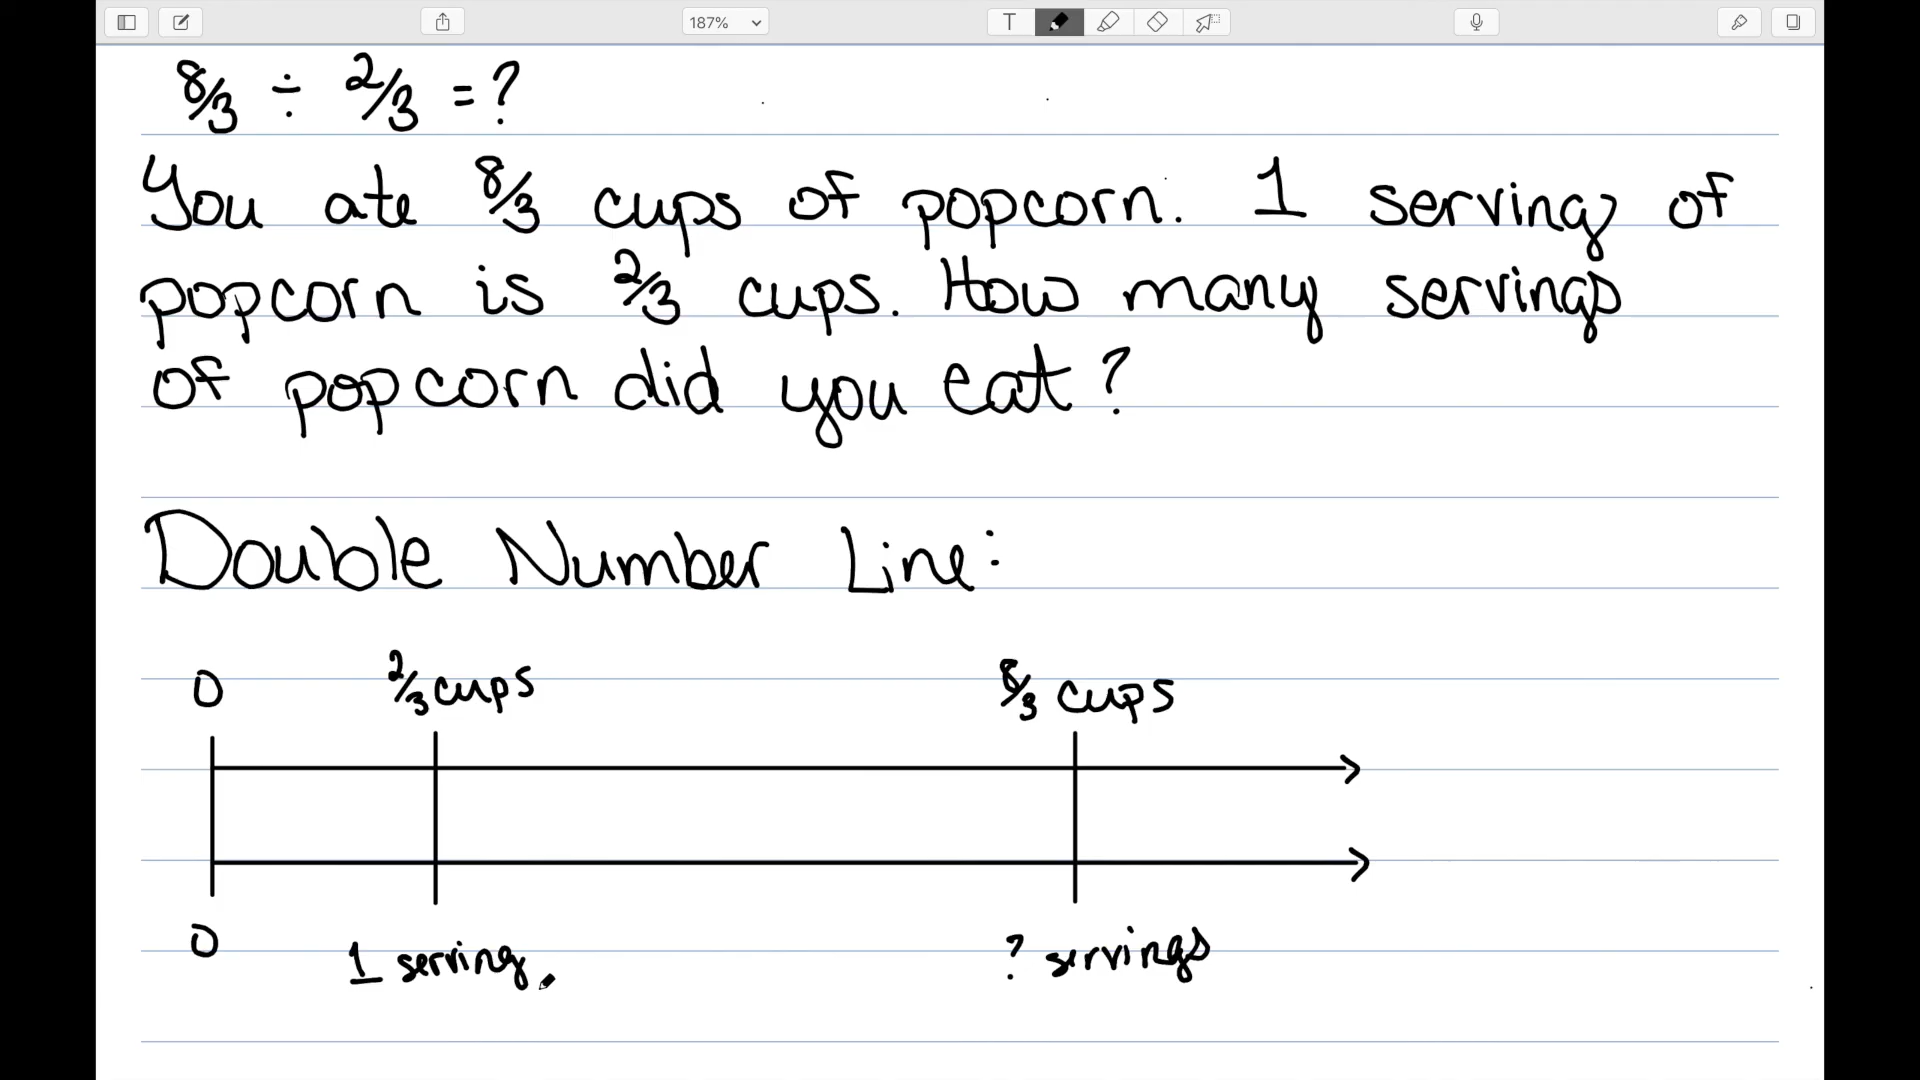 187%
T
8/3 ÷ 2/3 = ?
You ate 8/3 cups of popcorn. 1 serving of
popcorn is 2/3 cups. How many servings
of popcorn did you eat?
Double Number Line:
0 2/3 cups 8/3 cups
0 1 serving ? servings